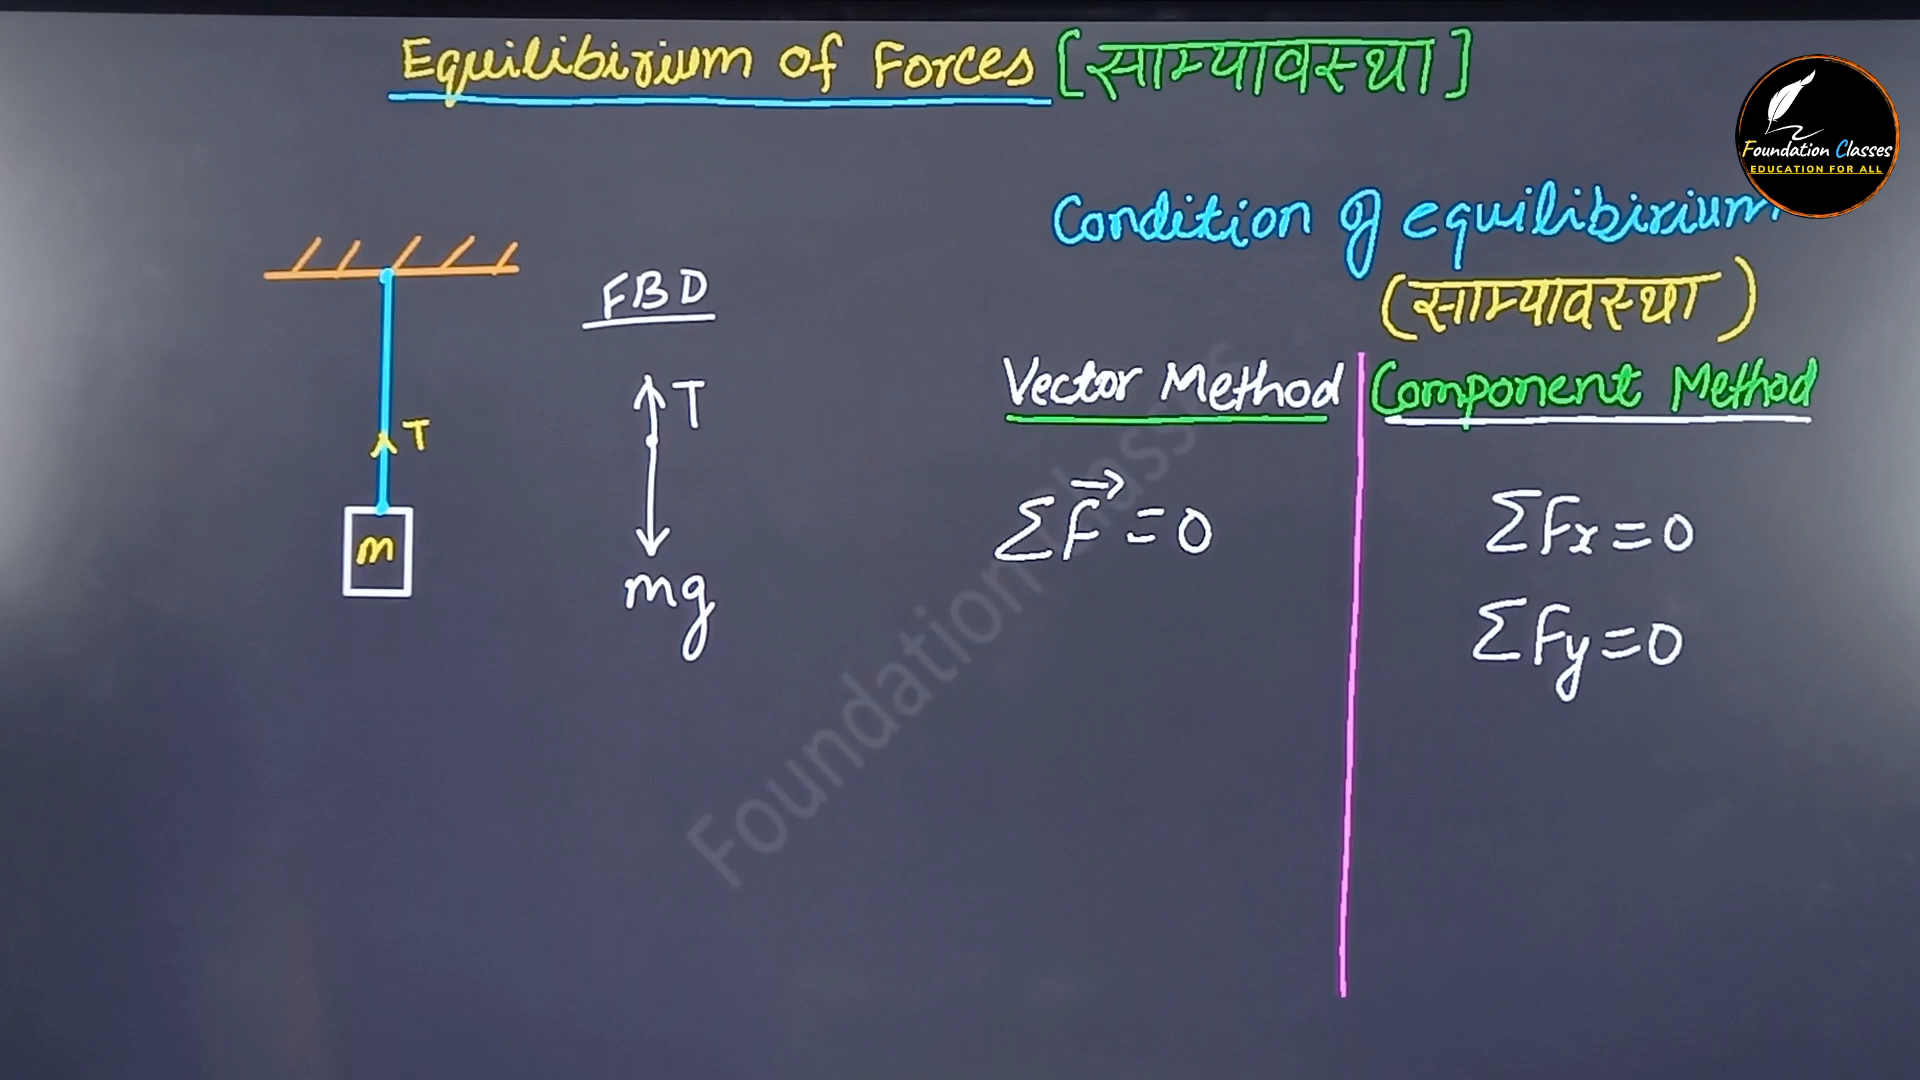 Equilibirium of Forces [साम्यावस्था]
Foundation Classes
EDUCATION FOR ALL
Condition of equilibirium
(साम्यावस्था)
FBD
Vector Method
Component Method
T
T
m
mg
ΣF⃗ = 0
ΣFx = 0
ΣFy = 0
Foundation Classes